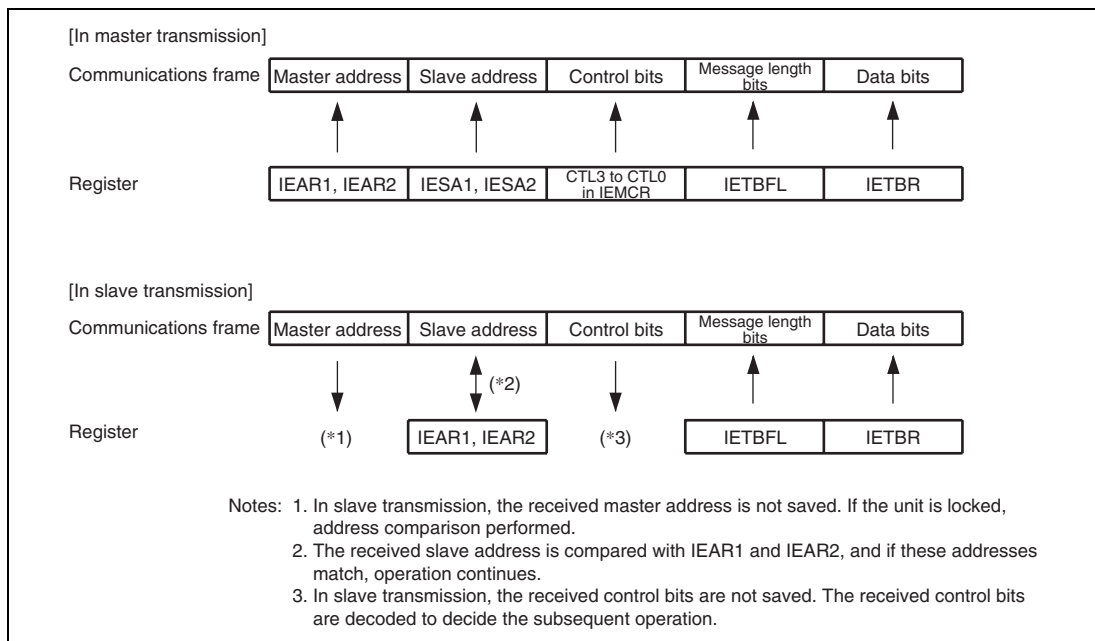 [In master transmission]
Communications frame Master address Slave address Control bits Message length bits Data bits
Register IEAR1, IEAR2 IESA1, IESA2 CTL3 to CTL0 in IEMCR IETBFL IETBR
[In slave transmission]
Communications frame Master address Slave address Control bits Message length bits Data bits
(*2)
Register (*1) IEAR1, IEAR2 (*3) IETBFL IETBR
Notes: 1. In slave transmission, the received master address is not saved. If the unit is locked,
address comparison performed.
2. The received slave address is compared with IEAR1 and IEAR2, and if these addresses
match, operation continues.
3. In slave transmission, the received control bits are not saved. The received control bits
are decoded to decide the subsequent operation.